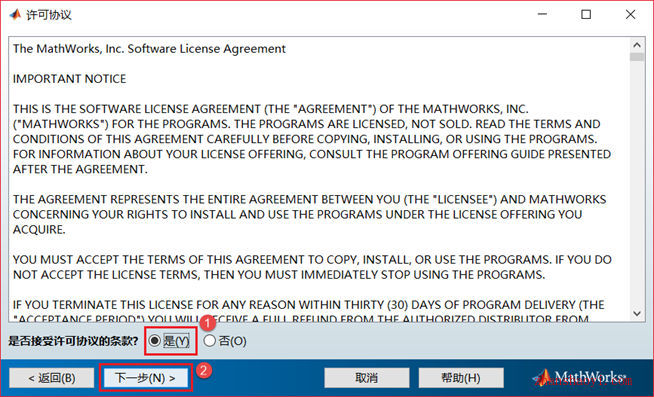 许可协议
The MathWorks, Inc. Software License Agreement
IMPORTANT NOTICE
THIS IS THE SOFTWARE LICENSE AGREEMENT (THE "AGREEMENT") OF THE MATHWORKS, INC.
("MATHWORKS") FOR THE PROGRAMS. THE PROGRAMS ARE LICENSED, NOT SOLD. READ THE TERMS AND
CONDITIONS OF THIS AGREEMENT CAREFULLY BEFORE COPYING, INSTALLING, OR USING THE PROGRAMS.
FOR INFORMATION ABOUT YOUR LICENSE OFFERING, CONSULT THE PROGRAM OFFERING GUIDE PRESENTED
AFTER THE AGREEMENT.
THE AGREEMENT REPRESENTS THE ENTIRE AGREEMENT BETWEEN YOU (THE "LICENSEE") AND MATHWORKS
CONCERNING YOUR RIGHTS TO INSTALL AND USE THE PROGRAMS UNDER THE LICENSE OFFERING YOU
ACQUIRE.
YOU MUST ACCEPT THE TERMS OF THIS AGREEMENT TO COPY, INSTALL, OR USE THE PROGRAMS. IF YOU DO
NOT ACCEPT THE LICENSE TERMS, THEN YOU MUST IMMEDIATELY STOP USING THE PROGRAMS.
IF YOU TERMINATE THIS LICENSE FOR ANY REASON WITHIN THIRTY (30) DAYS OF PROGRAM DELIVERY (THE
"ACCEPTANCE PERIOD") YOU WILL RECEIVE A FULL REFUND FROM THE AUTHORIZED DISTRIBUTOR FROM
1
是否接受许可协议的条款? 是(Y) 否(O)
2
< 返回(B) 下一步(N) > 取消 帮助(H) MathWorks®